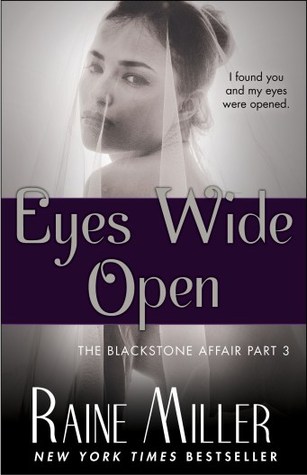 I found you
and my eyes
were opened.
Eyes Wide
Open
THE BLACKSTONE AFFAIR PART 3
RAINE MILLER
NEW YORK TIMES BESTSELLER